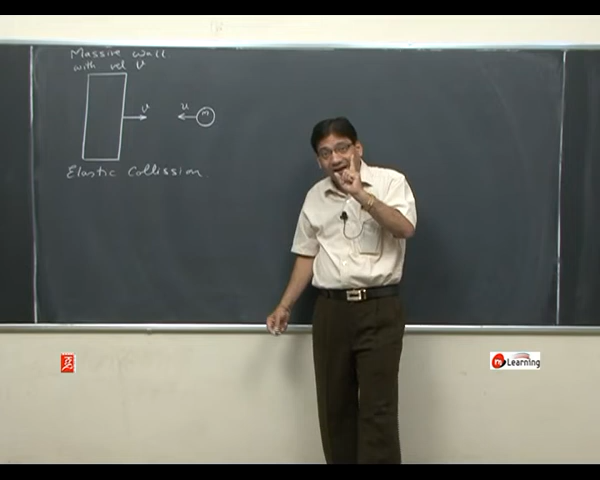 Massive wall
with vel v
v
u
m
Elastic Collission
Learning